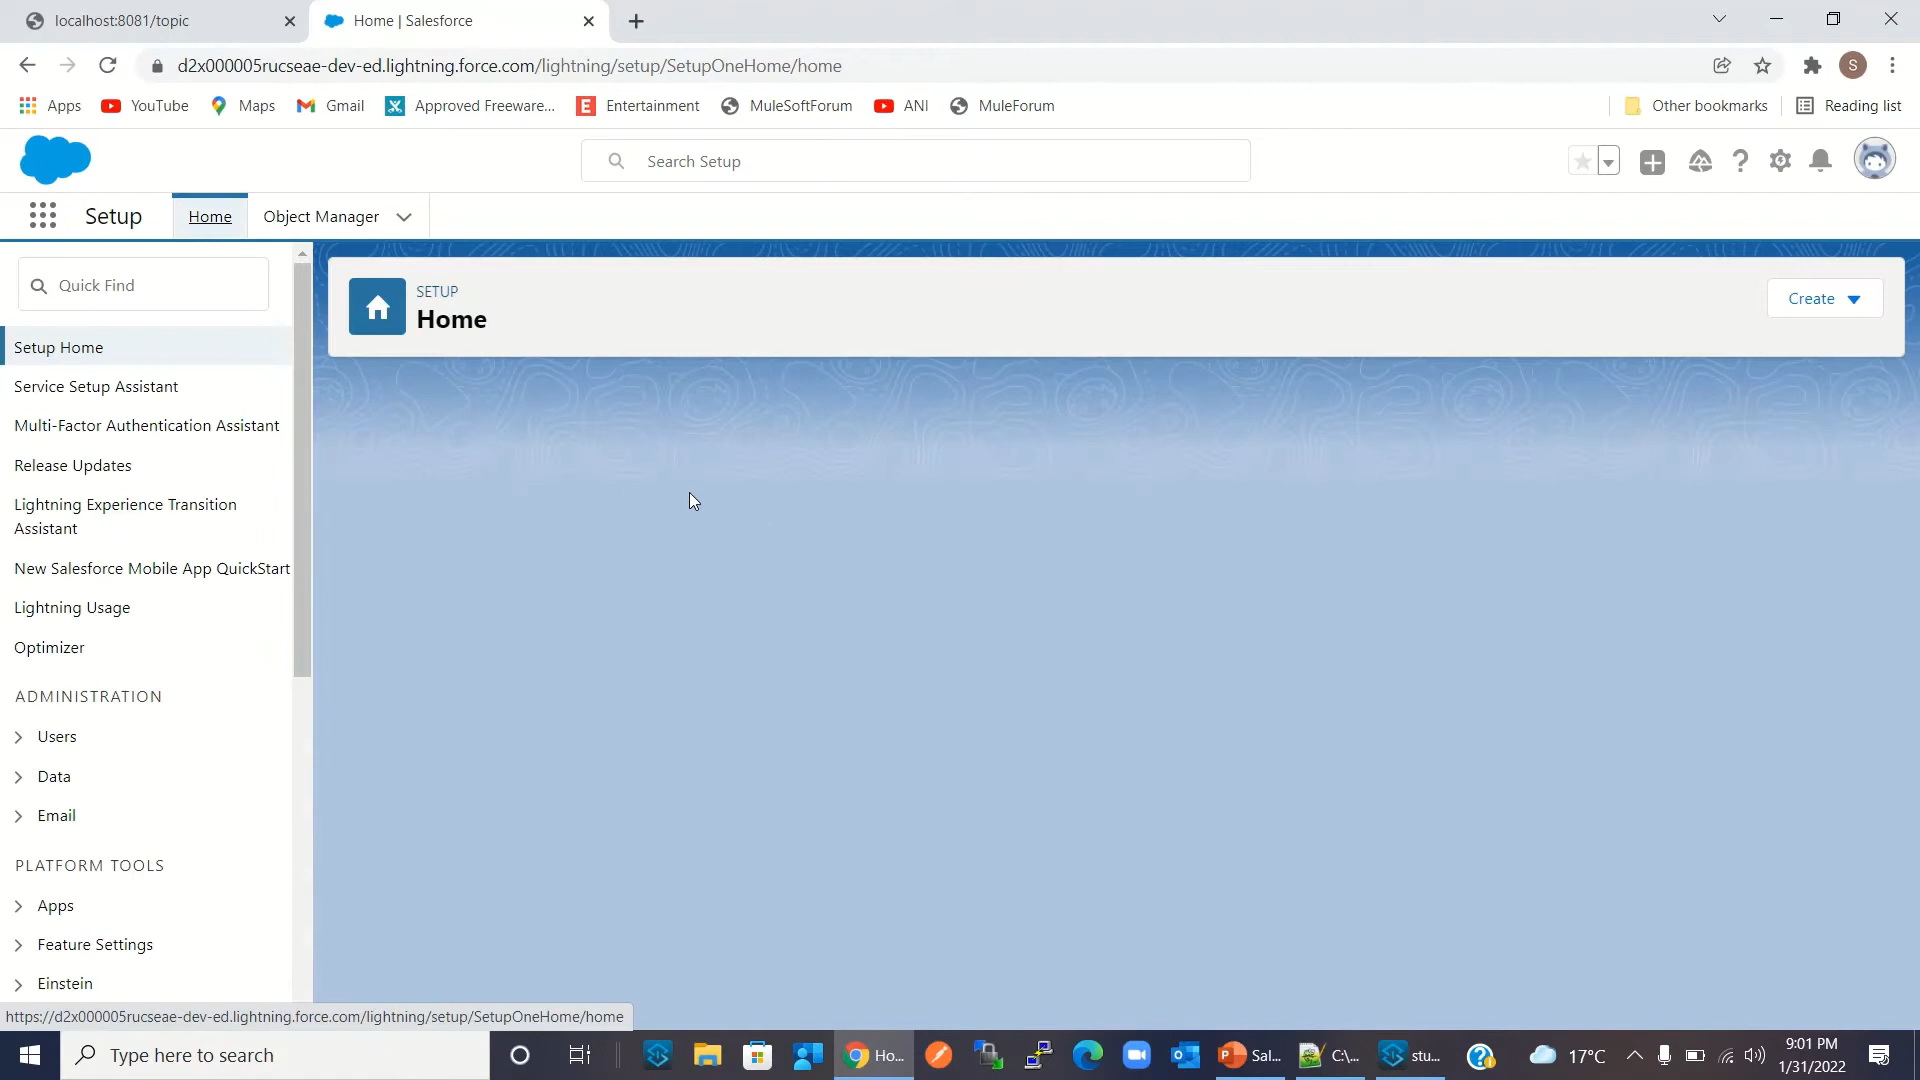 localhost:8081/topic
Home | Salesforce
d2x000005rucseae-dev-ed.lightning.force.com/lightning/setup/SetupOneHome/home
S
Apps
YouTube
Maps
Gmail
Approved Freeware...
Entertainment
MuleSoftForum
ANI
MuleForum
Other bookmarks
Reading list
Search Setup
Setup
Home
Object Manager
Quick Find
SETUP
Home
Create
Setup Home
Service Setup Assistant
Multi-Factor Authentication Assistant
Release Updates
Lightning Experience Transition
Assistant
New Salesforce Mobile App QuickStart
Lightning Usage
Optimizer
ADMINISTRATION
Users
Data
Email
PLATFORM TOOLS
Apps
Feature Settings
Einstein
https://d2x000005rucseae-dev-ed.lightning.force.com/lightning/setup/SetupOneHome/home
Type here to search
Ho...
Sal...
C:\...
stu...
17°C
9:01 PM
1/31/2022